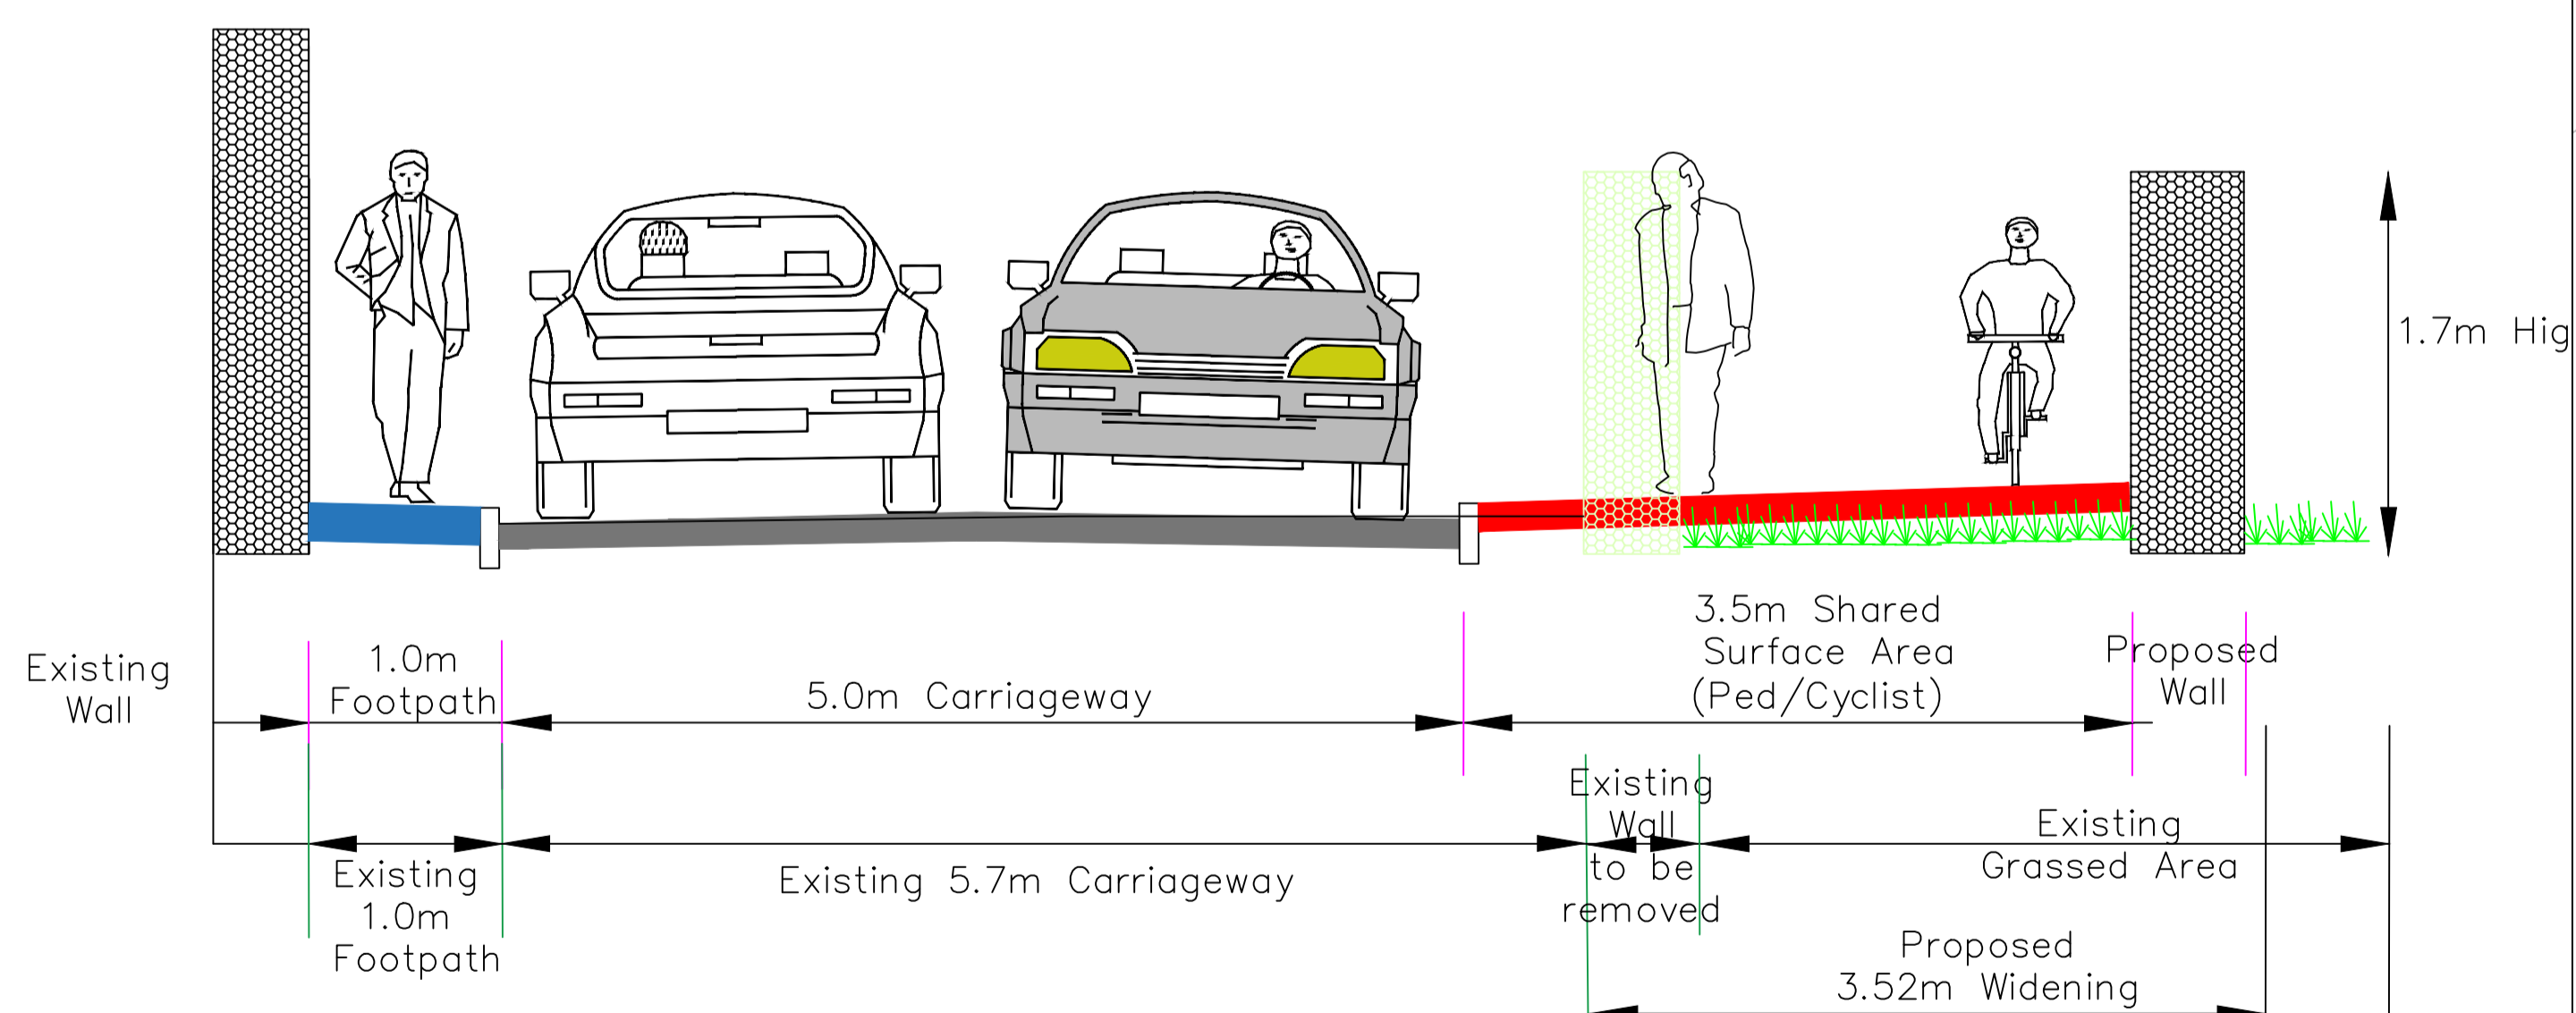 1.7m Hig
3.5m Shared
Surface Area
(Ped/Cyclist)
Existing
Wall
1.0m
Footpath
5.0m Carriageway
Proposed
Wall
Existing
Wall
to be
removed
Existing
1.0m
Footpath
Existing 5.7m Carriageway
Existing
Grassed Area
Proposed
3.52m Widening